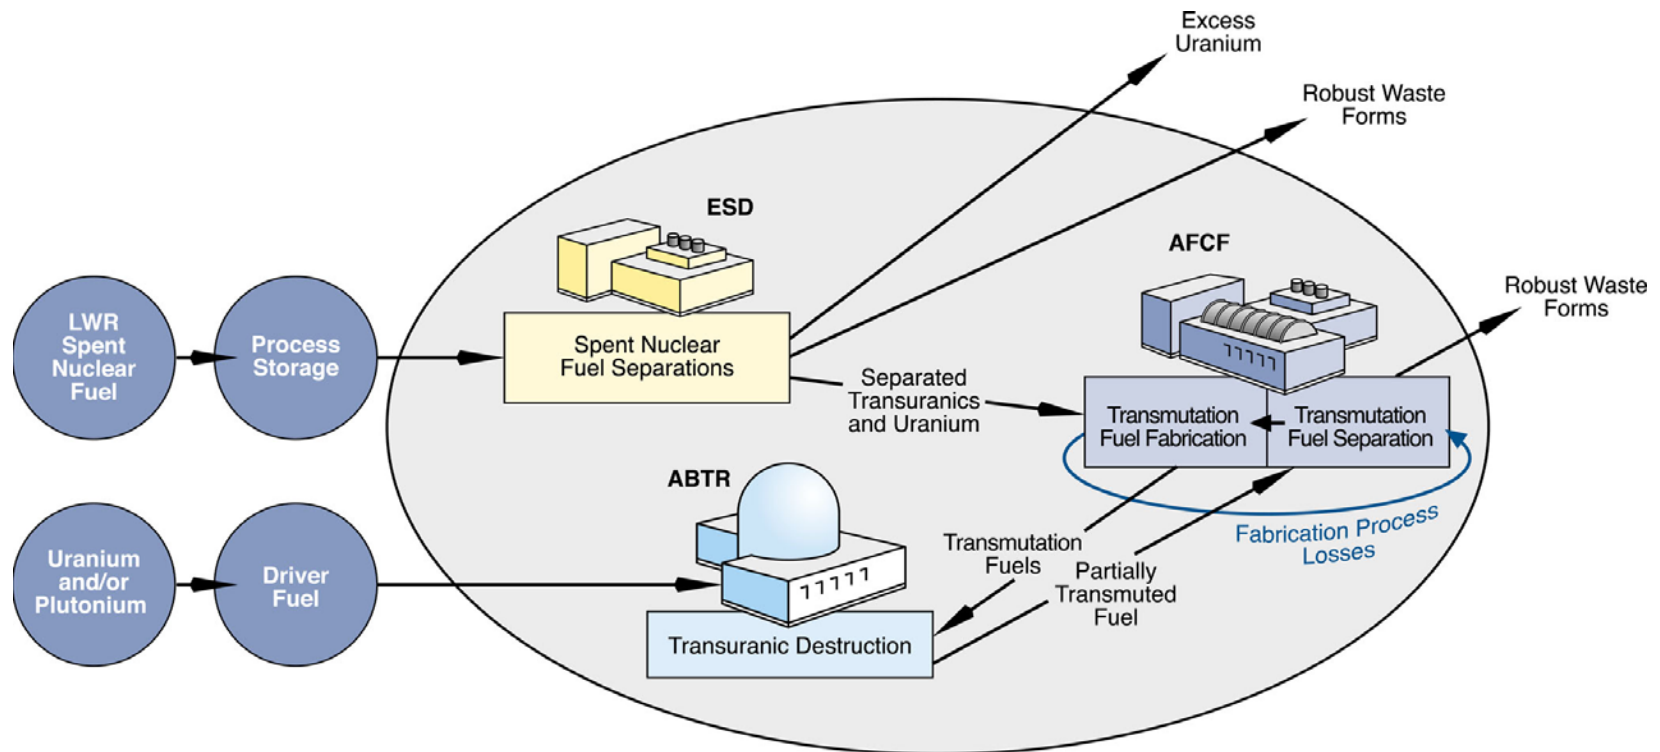 Excess
Uranium
Robust Waste
Forms
ESD
AFCF
Robust Waste
Forms
LWR
Spent
Nuclear
Fuel
Process
Storage
Spent Nuclear
Fuel Separations
Separated
Transuranics
and Uranium
Transmutation
Fuel Fabrication
Transmutation
Fuel Separation
ABTR
Fabrication Process
Losses
Transmutation
Fuels
Partially
Transmuted
Fuel
Uranium
and/or
Plutonium
Driver
Fuel
Transuranic Destruction